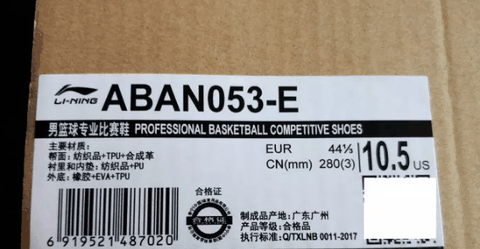 LI-NING ABAN053-E
男篮球专业比赛鞋 PROFESSIONAL BASKETBALL COMPETITIVE SHOES
主要材质:
帮面: 纺织品+TPU+合成革
衬里和内垫: 纺织品+PU
外底: 橡胶+EVA+TPU
EUR 44⅓
CN(mm) 280(3)
10.5 US
合格证
合格证
6 919521 487020
制成品产地: 广东广州
产品等级: 合格品
执行标准: Q/TXLNB 0011-2017